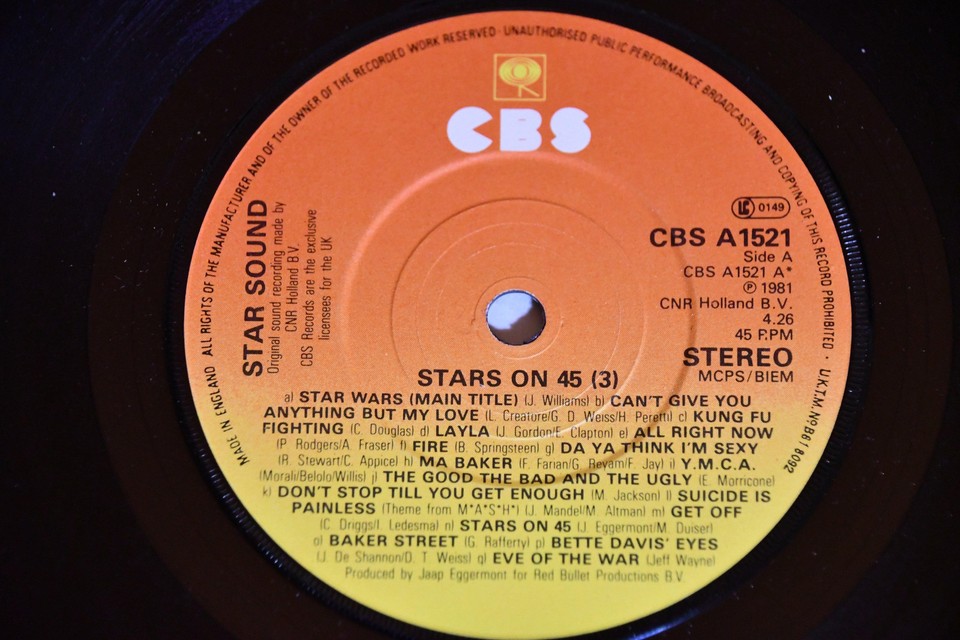 ALL RIGHTS OF THE MANUFACTURER AND OF THE OWNER OF THE RECORDED WORK RESERVED · UNAUTHORISED PUBLIC PERFORMANCE BROADCASTING AND COPYING OF THIS RECORD PROHIBITED · U.K.T.M. Nº B618092
MADE IN ENGLAND
CBS
STAR SOUND
Original sound recording made by
CNR Holland B.V.
CBS Records are the exclusive
licensees for the UK
LC 0149
CBS A1521
Side A
CBS A1521 A*
℗ 1981
CNR Holland B.V.
4.26
45 RPM
STEREO
MCPS/BIEM
STARS ON 45 (3)
a) STAR WARS (MAIN TITLE) (J. Williams) b) CAN'T GIVE YOU
ANYTHING BUT MY LOVE (L. Creature/G. D. Weiss/H. Peretti) c) KUNG FU
FIGHTING (C. Douglas) d) LAYLA (J. Gordon/E. Clapton) e) ALL RIGHT NOW
(P. Rodgers/A. Fraser) f) FIRE (B. Springsteen) g) DA YA THINK I'M SEXY
(R. Stewart/C. Appice) h) MA BAKER (F. Farian/G. Reyam/F. Jay) i) Y.M.C.A.
(Morali/Belolo/Willis) j) THE GOOD THE BAD AND THE UGLY (E. Morricone)
k) DON'T STOP TILL YOU GET ENOUGH (M. Jackson) l) SUICIDE IS
PAINLESS (Theme from M*A*S*H*) (J. Mandel/M. Altman) m) GET OFF
(C. Driggs/I. Ledesma) n) STARS ON 45 (J. Eggermont/M. Duiser)
o) BAKER STREET (G. Rafferty) p) BETTE DAVIS' EYES
(J. De Shannon/D. T. Weiss) q) EVE OF THE WAR (Jeff Wayne)
Produced by Jaap Eggermont for Red Bullet Productions B.V.